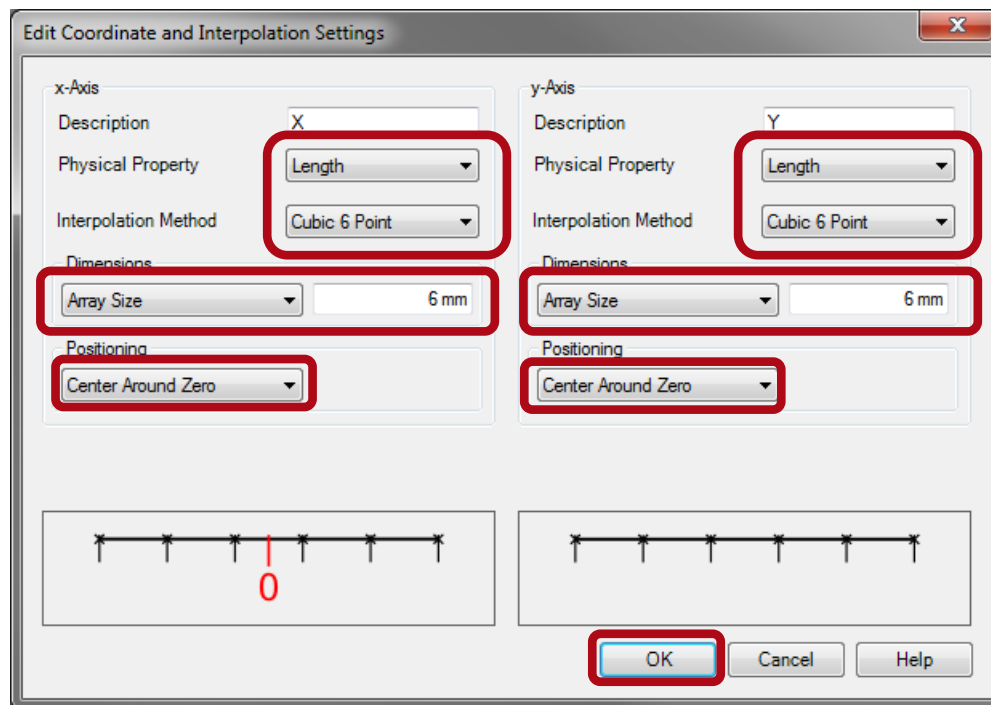 Edit Coordinate and Interpolation Settings
x
x-Axis
Description X
Physical Property Length
Interpolation Method Cubic 6 Point
Dimensions
Array Size 6 mm
Positioning
Center Around Zero
0
y-Axis
Description Y
Physical Property Length
Interpolation Method Cubic 6 Point
Dimensions
Array Size 6 mm
Positioning
Center Around Zero
OK Cancel Help